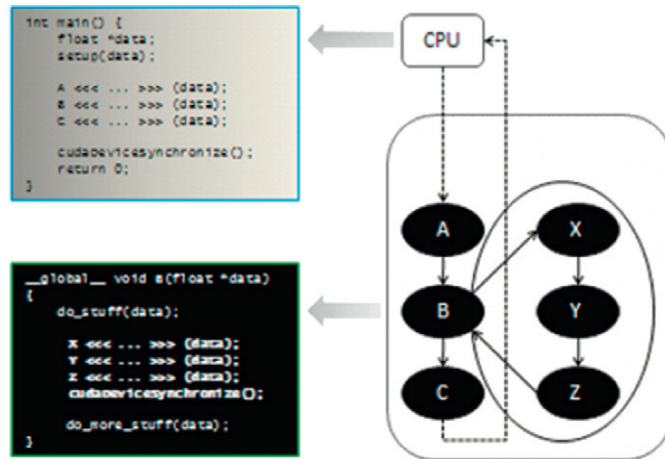 int main() {
float *data;
setup(data);
A <<< ... >>> (data);
B <<< ... >>> (data);
C <<< ... >>> (data);
cudaDeviceSynchronize();
return 0;
}
__global__ void B(float *data)
{
do_stuff(data);
X <<< ... >>> (data);
Y <<< ... >>> (data);
Z <<< ... >>> (data);
cudaDeviceSynchronize();
do_more_stuff(data);
}
CPU
A
X
B
Y
C
Z